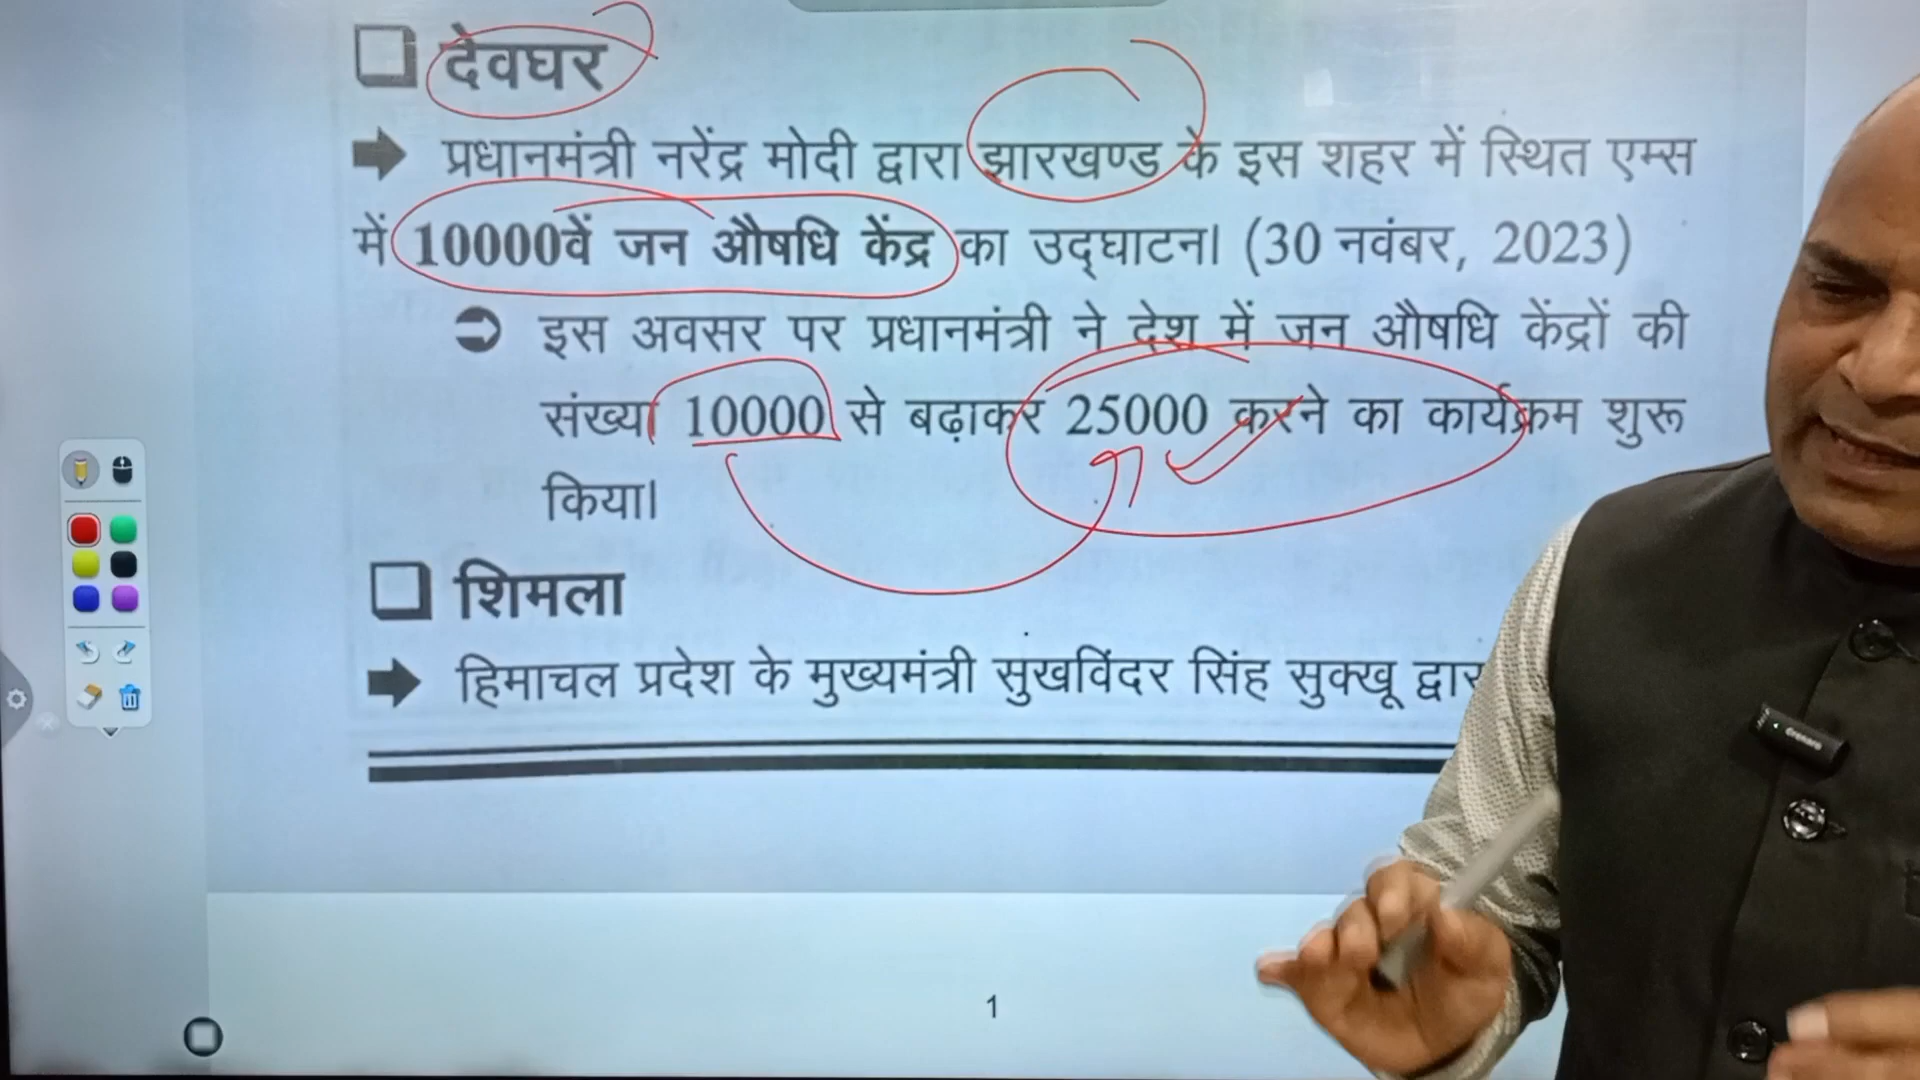 देवघर
प्रधानमंत्री नरेंद्र मोदी द्वारा झारखण्ड के इस शहर में स्थित एम्स
में 10000वें जन औषधि केंद्र का उद्घाटन। (30 नवंबर, 2023)
इस अवसर पर प्रधानमंत्री ने देश में जन औषधि केंद्रों की
संख्या 10000 से बढ़ाकर 25000 करने का कार्यक्रम शुरू
किया।
शिमला
हिमाचल प्रदेश के मुख्यमंत्री सुखविंदर सिंह सुक्खू
1